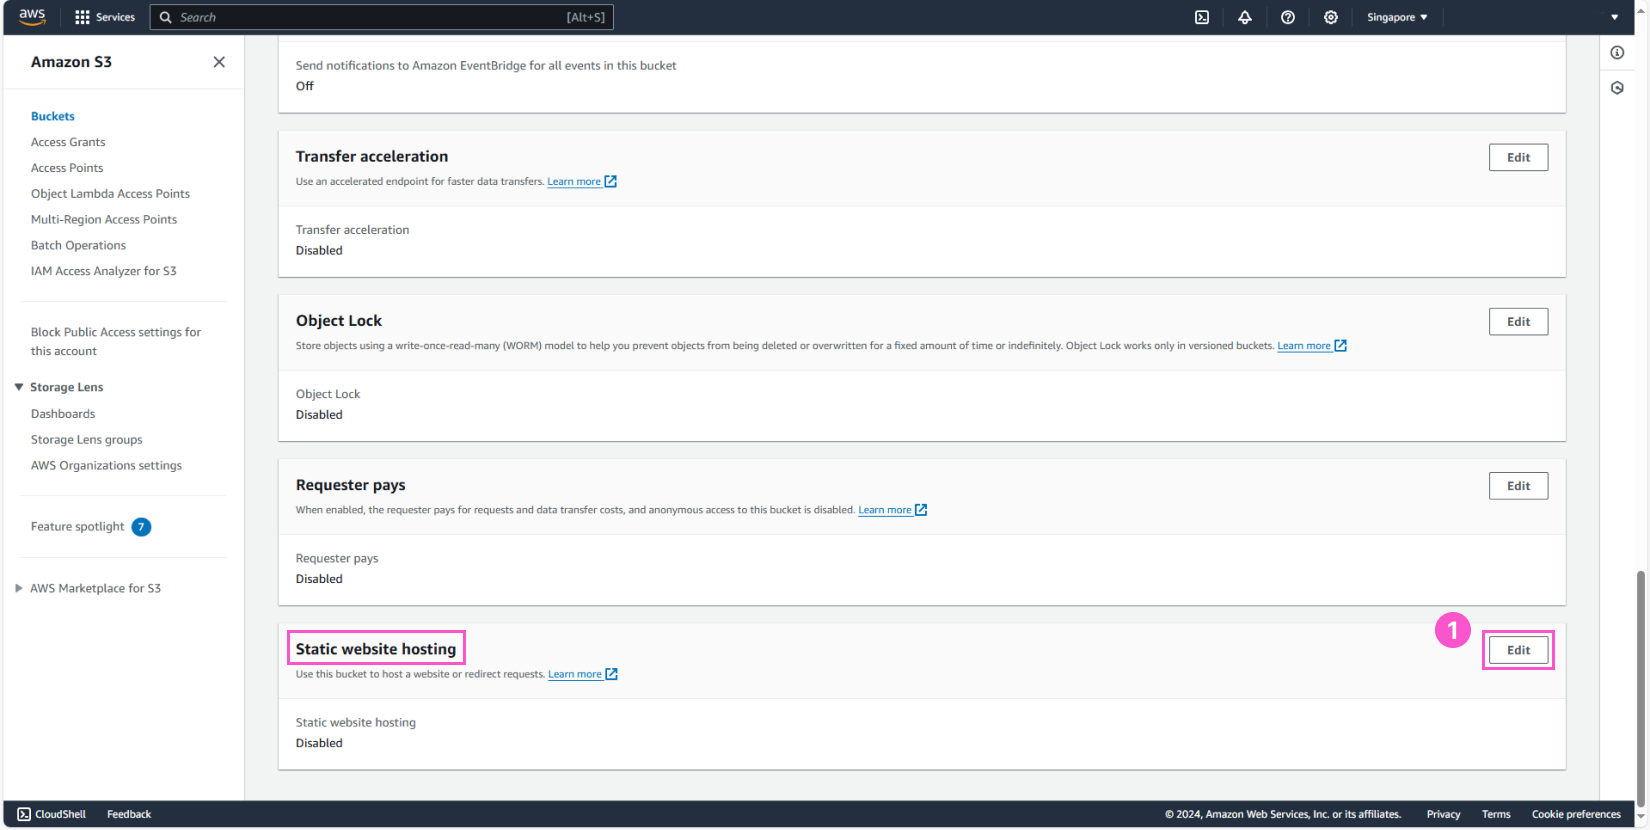 aws
Services
Search
[Alt+S]
Singapore
Amazon S3
Buckets
Access Grants
Access Points
Object Lambda Access Points
Multi-Region Access Points
Batch Operations
IAM Access Analyzer for S3
Block Public Access settings for
this account
Storage Lens
Dashboards
Storage Lens groups
AWS Organizations settings
Feature spotlight 7
AWS Marketplace for S3
Send notifications to Amazon EventBridge for all events in this bucket
Off
Transfer acceleration
Edit
Use an accelerated endpoint for faster data transfers. Learn more
Transfer acceleration
Disabled
Object Lock
Edit
Store objects using a write-once-read-many (WORM) model to help you prevent objects from being deleted or overwritten for a fixed amount of time or indefinitely. Object Lock works only in versioned buckets. Learn more
Object Lock
Disabled
Requester pays
Edit
When enabled, the requester pays for requests and data transfer costs, and anonymous access to this bucket is disabled. Learn more
Requester pays
Disabled
1
Static website hosting
Edit
Use this bucket to host a website or redirect requests. Learn more
Static website hosting
Disabled
CloudShell
Feedback
© 2024, Amazon Web Services, Inc. or its affiliates.
Privacy
Terms
Cookie preferences